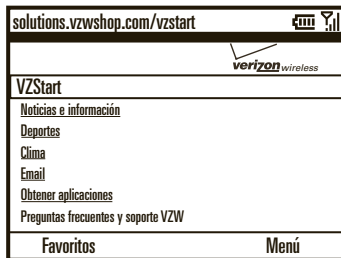 solutions.vzwshop.com/vzstart
verizon wireless
VZStart
Noticias e información
Deportes
Clima
Email
Obtener aplicaciones
Preguntas frecuentes y soporte VZW
Favoritos
Menú